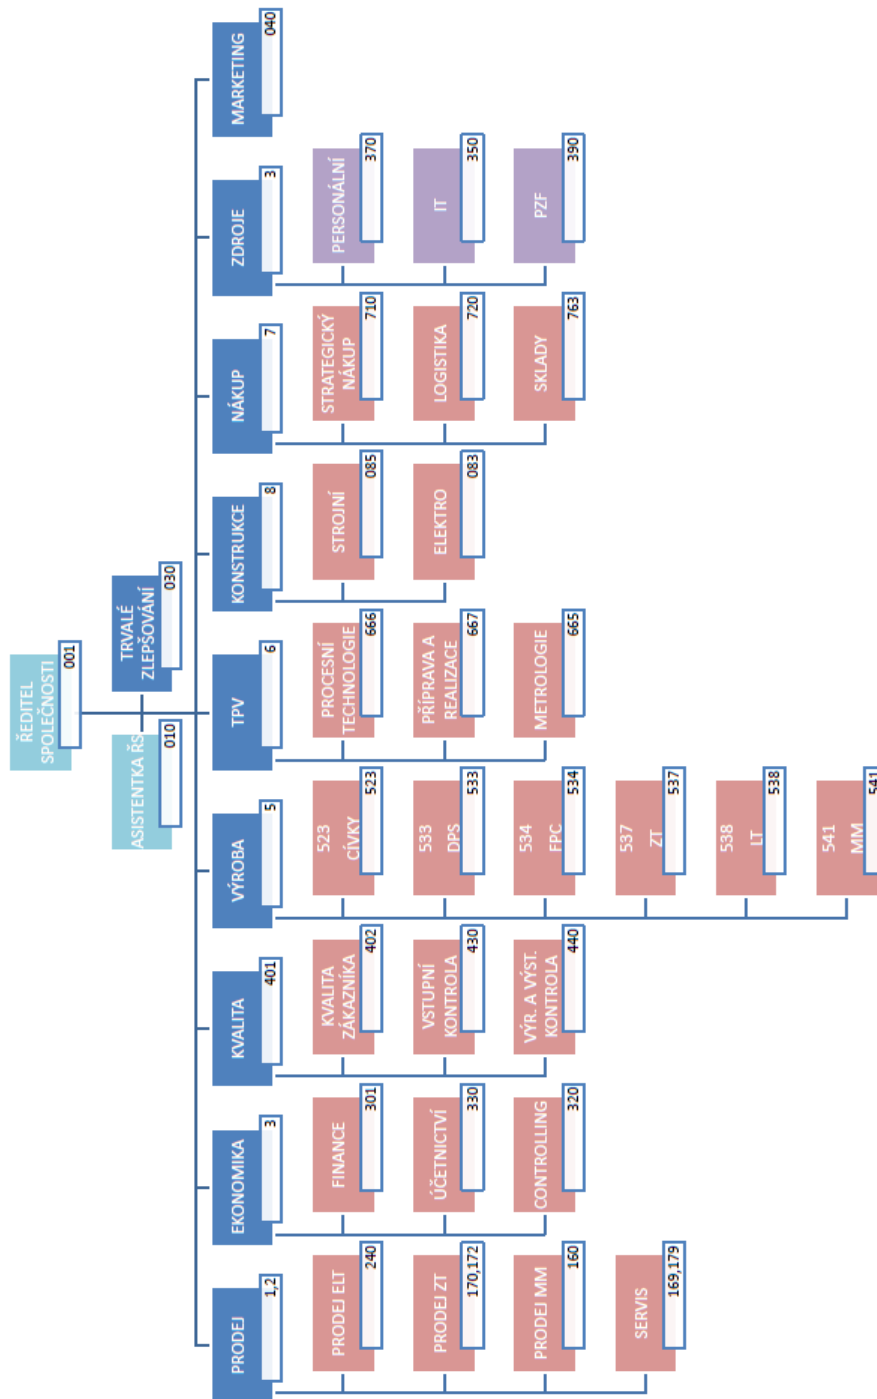 ŘEDITEL
SPOLEČNOSTI
001
ASISTENTKA ŘS
010
TRVALÉ
ZLEPŠOVÁNÍ
030
PRODEJ
1,2
PRODEJ ELT
240
PRODEJ ZT
170,172
PRODEJ MM
160
SERVIS
169,179
EKONOMIKA
3
FINANCE
301
ÚČETNICTVÍ
330
CONTROLLING
320
KVALITA
401
KVALITA
ZÁKAZNÍKA
402
VSTUPNÍ
KONTROLA
430
VÝR. A VÝST.
KONTROLA
440
VÝROBA
5
523
CÍVKY
523
533
DPS
533
534
FPC
534
537
ZT
537
538
LT
538
541
MM
541
TPV
6
PROCESNÍ
TECHNOLOGIE
666
PŘÍPRAVA A
REALIZACE
667
METROLOGIE
665
KONSTRUKCE
8
STROJNÍ
085
ELEKTRO
083
NÁKUP
7
STRATEGICKÝ
NÁKUP
710
LOGISTIKA
720
SKLADY
763
ZDROJE
3
PERSONÁLNÍ
370
IT
350
PZF
390
MARKETING
040